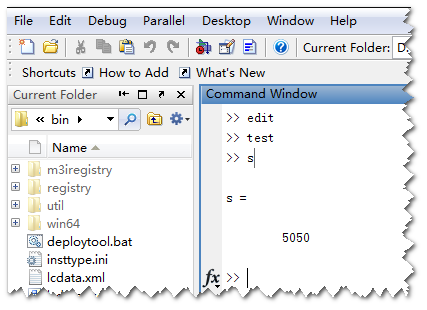 File Edit Debug Parallel Desktop Window Help
Current Folder: D
Shortcuts How to Add What's New
Current Folder
Command Window
« bin
Name
m3iregistry
registry
util
win64
deploytool.bat
insttype.ini
lcdata.xml
>> edit
>> test
>> s
s =
5050
fx >>